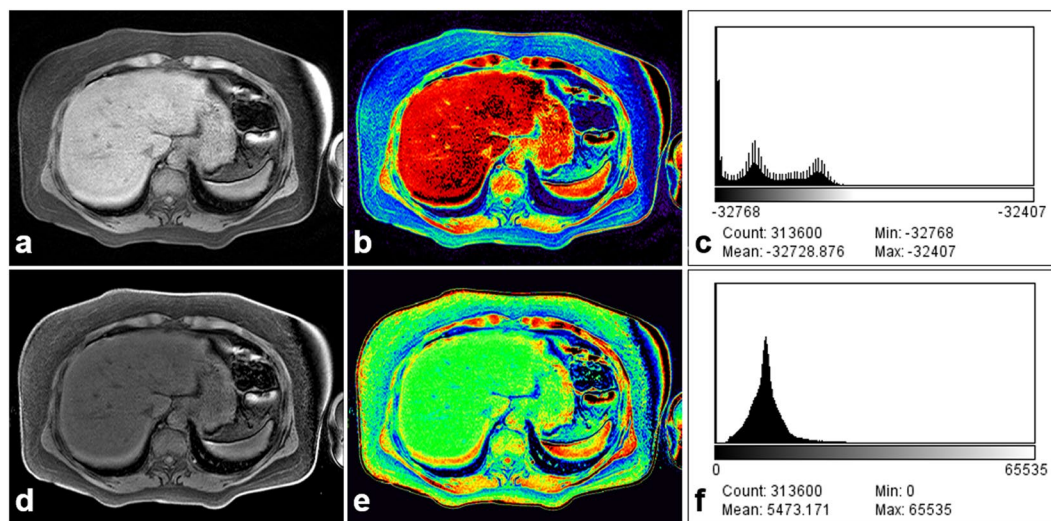 a
b
-32768 -32407
Count: 313600 Min: -32768
Mean: -32728.876 Max: -32407
c
d
e
0 65535
Count: 313600 Min: 0
Mean: 5473.171 Max: 65535
f